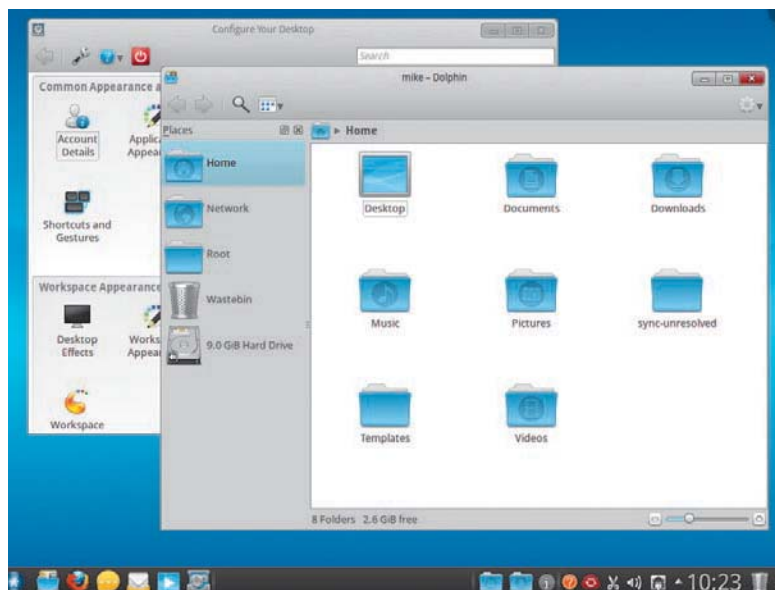 Configure Your Desktop
Search
Common Appearance a
Account Details
Applic
Appea
Shortcuts and Gestures
Workspace Appearance
Desktop Effects
Works
Appea
Workspace
mike – Dolphin
Places
Home
Network
Root
Wastebin
9.0 GiB Hard Drive
Home
Desktop
Documents
Downloads
Music
Pictures
sync-unresolved
Templates
Videos
8 Folders 2.6 GiB free
10:23